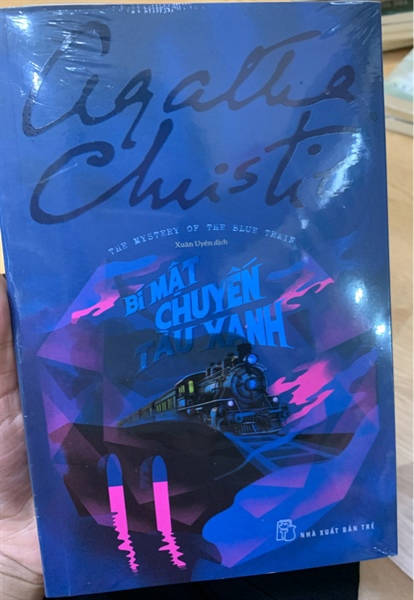 Agatha
Christie
THE MYSTERY OF THE BLUE TRAIN
Xuân Uyên dịch
BÍ MẬT
CHUYẾN
TÀU XANH
NHÀ XUẤT BẢN TRẺ